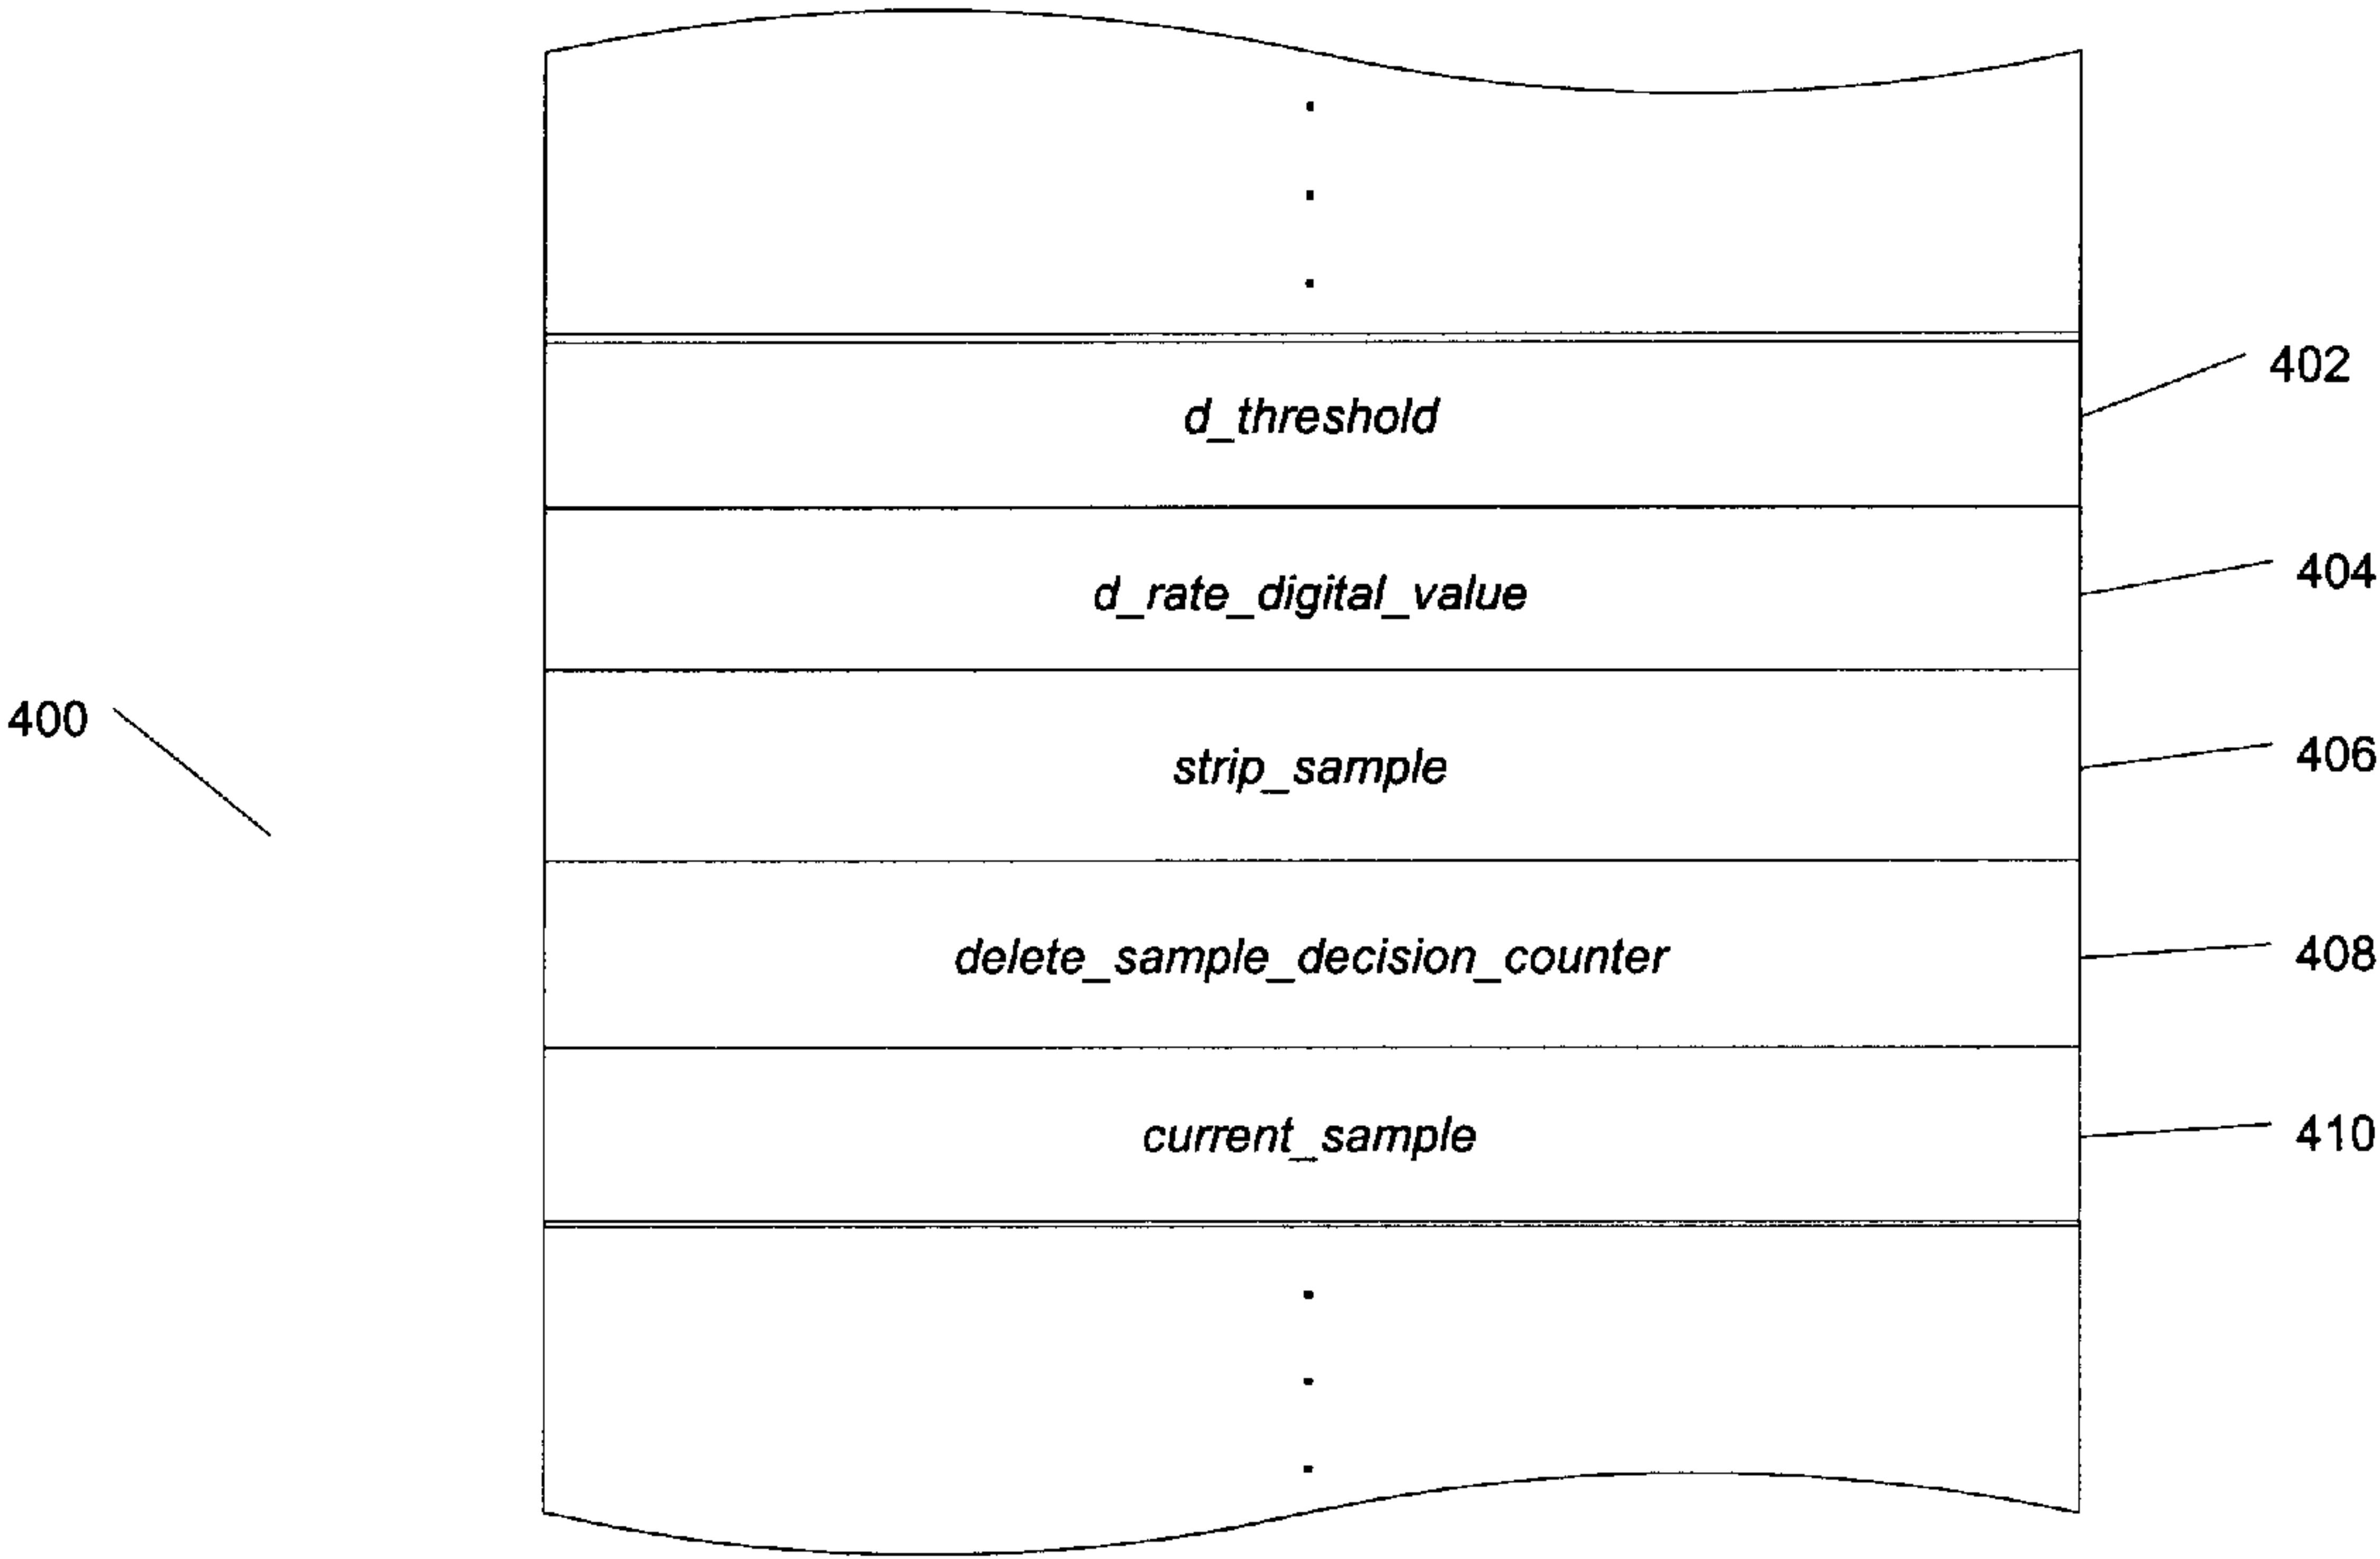 402
d_threshold
404
d_rate_digital_value
400
406
strip_sample
408
delete_sample_decision_counter
410
current_sample